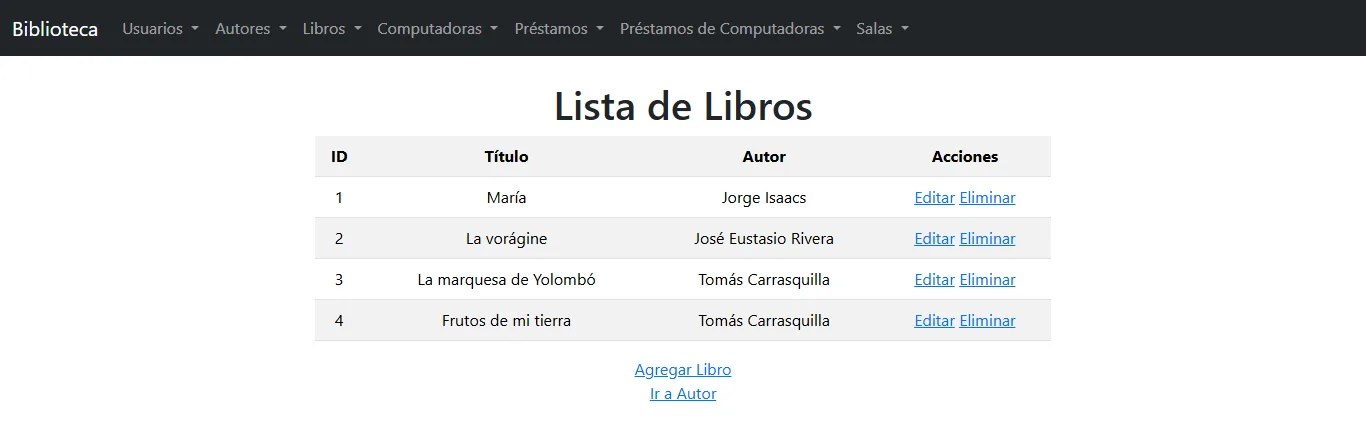 Biblioteca Usuarios Autores Libros Computadoras Préstamos Préstamos de Computadoras Salas
Lista de Libros
ID Título Autor Acciones
1 María Jorge Isaacs Editar Eliminar
2 La vorágine José Eustasio Rivera Editar Eliminar
3 La marquesa de Yolombó Tomás Carrasquilla Editar Eliminar
4 Frutos de mi tierra Tomás Carrasquilla Editar Eliminar
Agregar Libro
Ir a Autor